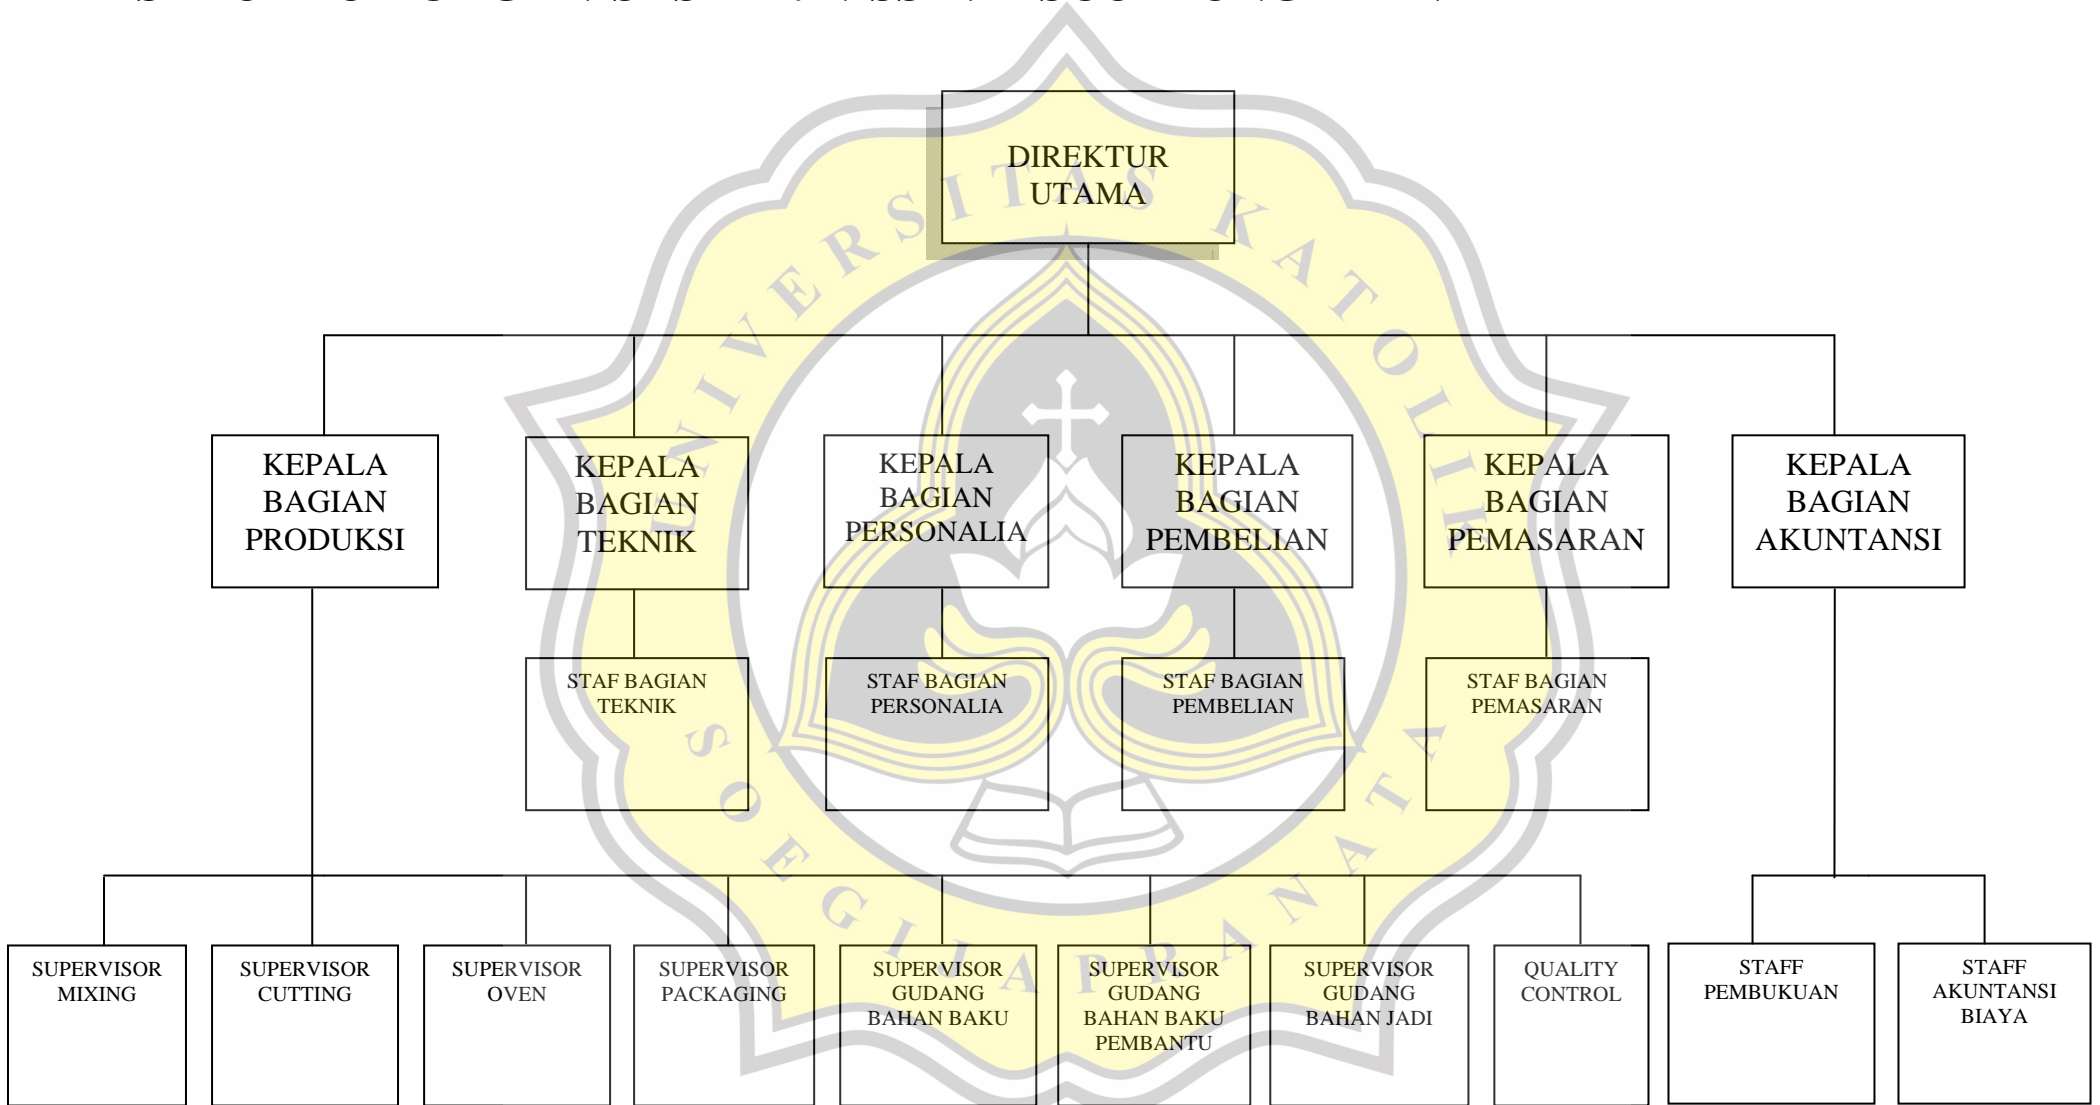 DIREKTUR
UTAMA
KEPALA
BAGIAN
PRODUKSI
KEPALA
BAGIAN
TEKNIK
KEPALA
BAGIAN
PERSONALIA
KEPALA
BAGIAN
PEMBELIAN
KEPALA
BAGIAN
PEMASARAN
KEPALA
BAGIAN
AKUNTANSI
STAF BAGIAN
TEKNIK
STAF BAGIAN
PERSONALIA
STAF BAGIAN
PEMBELIAN
STAF BAGIAN
PEMASARAN
SUPERVISOR
MIXING
SUPERVISOR
CUTTING
SUPERVISOR
OVEN
SUPERVISOR
PACKAGING
SUPERVISOR
GUDANG
BAHAN BAKU
SUPERVISOR
GUDANG
BAHAN BAKU
PEMBANTU
SUPERVISOR
GUDANG
BAHAN JADI
QUALITY
CONTROL
STAFF
PEMBUKUAN
STAFF
AKUNTANSI
BIAYA
UNIVERSITAS KATOLIK
SOEGIJAPRANATA